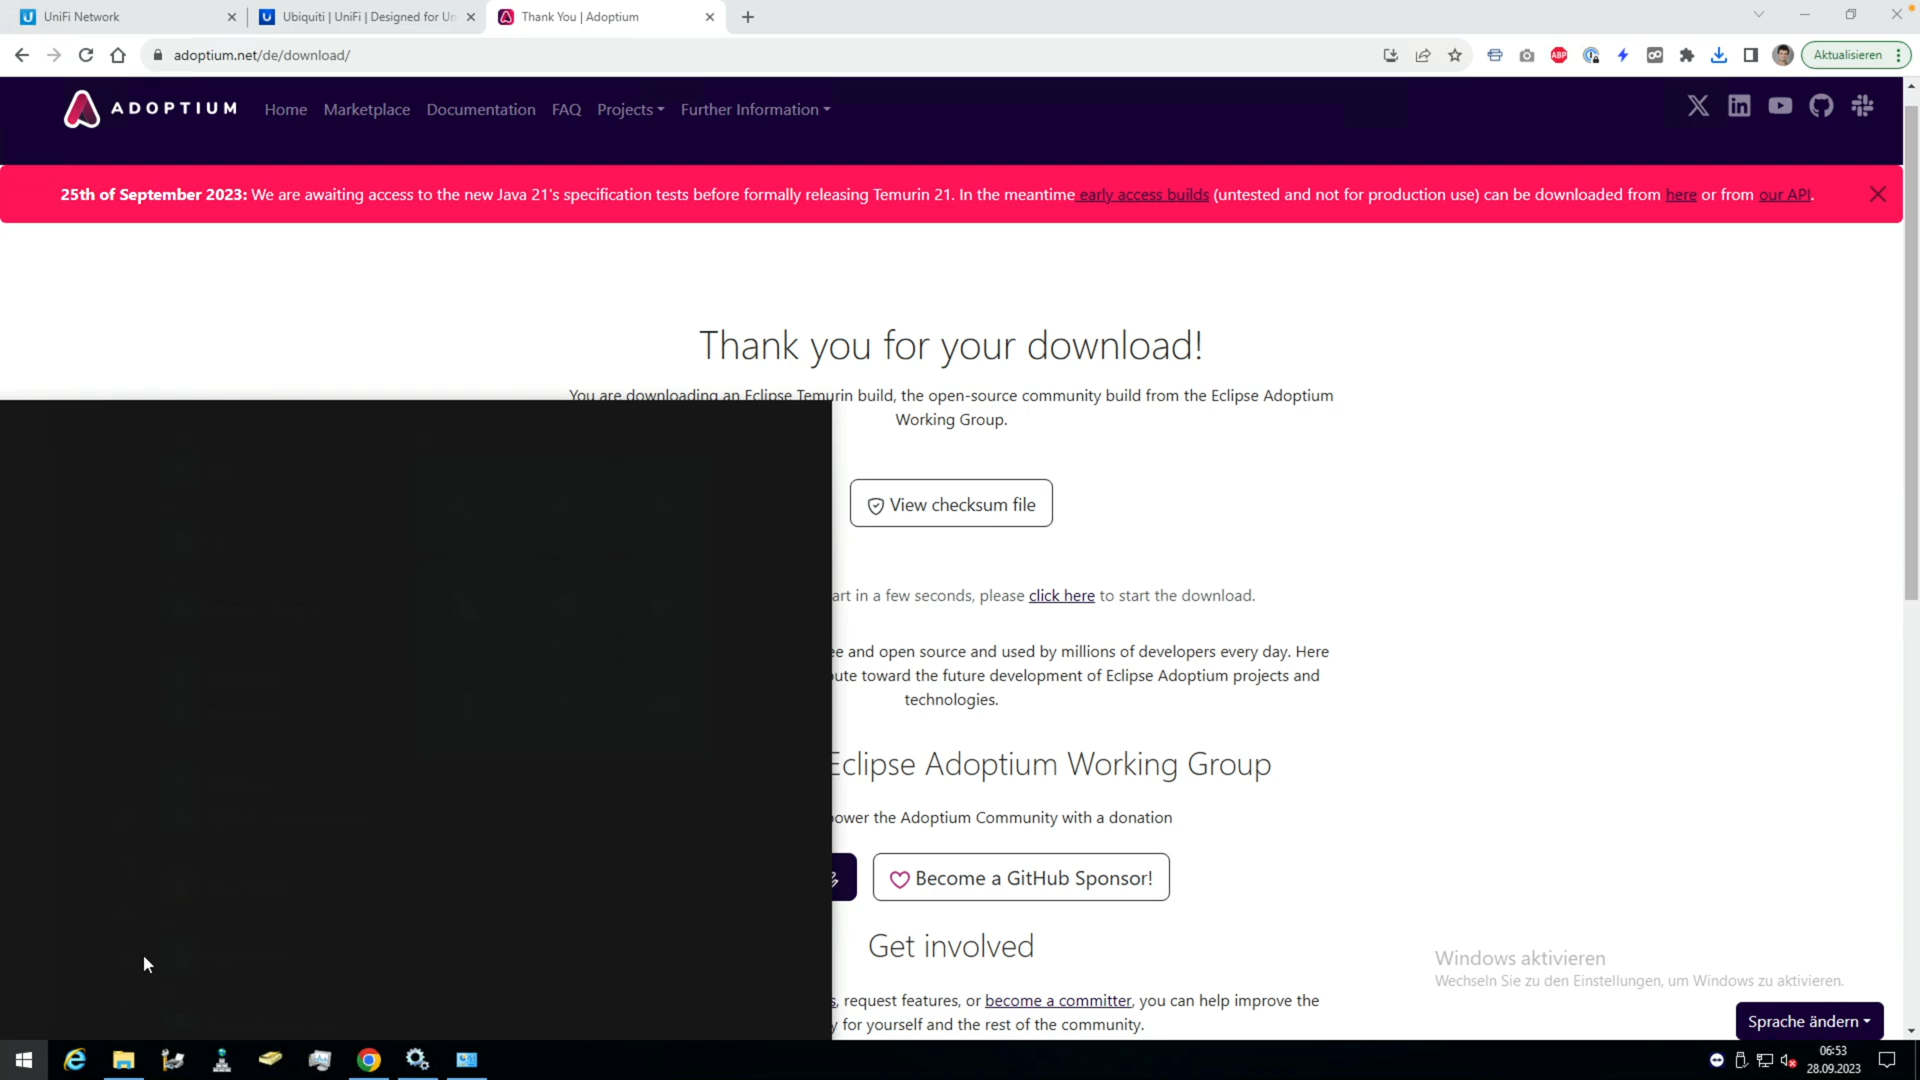 UniFi Network
Ubiquiti | UniFi | Designed for Un
Thank You | Adoptium
adoptium.net/de/download/
ABP
Aktualisieren
ADOPTIUM
Home
Marketplace
Documentation
FAQ
Projects
Further Information
25th of September 2023: We are awaiting access to the new Java 21's specification tests before formally releasing Temurin 21. In the meantime early access builds (untested and not for production use) can be downloaded from here or from our API.
Thank you for your download!
You are downloading an Eclipse Temurin build, the open-source community build from the Eclipse Adoptium
Working Group.
View checksum file
art in a few seconds, please click here to start the download.
ee and open source and used by millions of developers every day. Here
ute toward the future development of Eclipse Adoptium projects and
technologies.
Eclipse Adoptium Working Group
ower the Adoptium Community with a donation
Become a GitHub Sponsor!
Get involved
s, request features, or become a committer, you can help improve the
y for yourself and the rest of the community.
Windows aktivieren
Wechseln Sie zu den Einstellungen, um Windows zu aktivieren.
Sprache ändern
06:53
28.09.2023